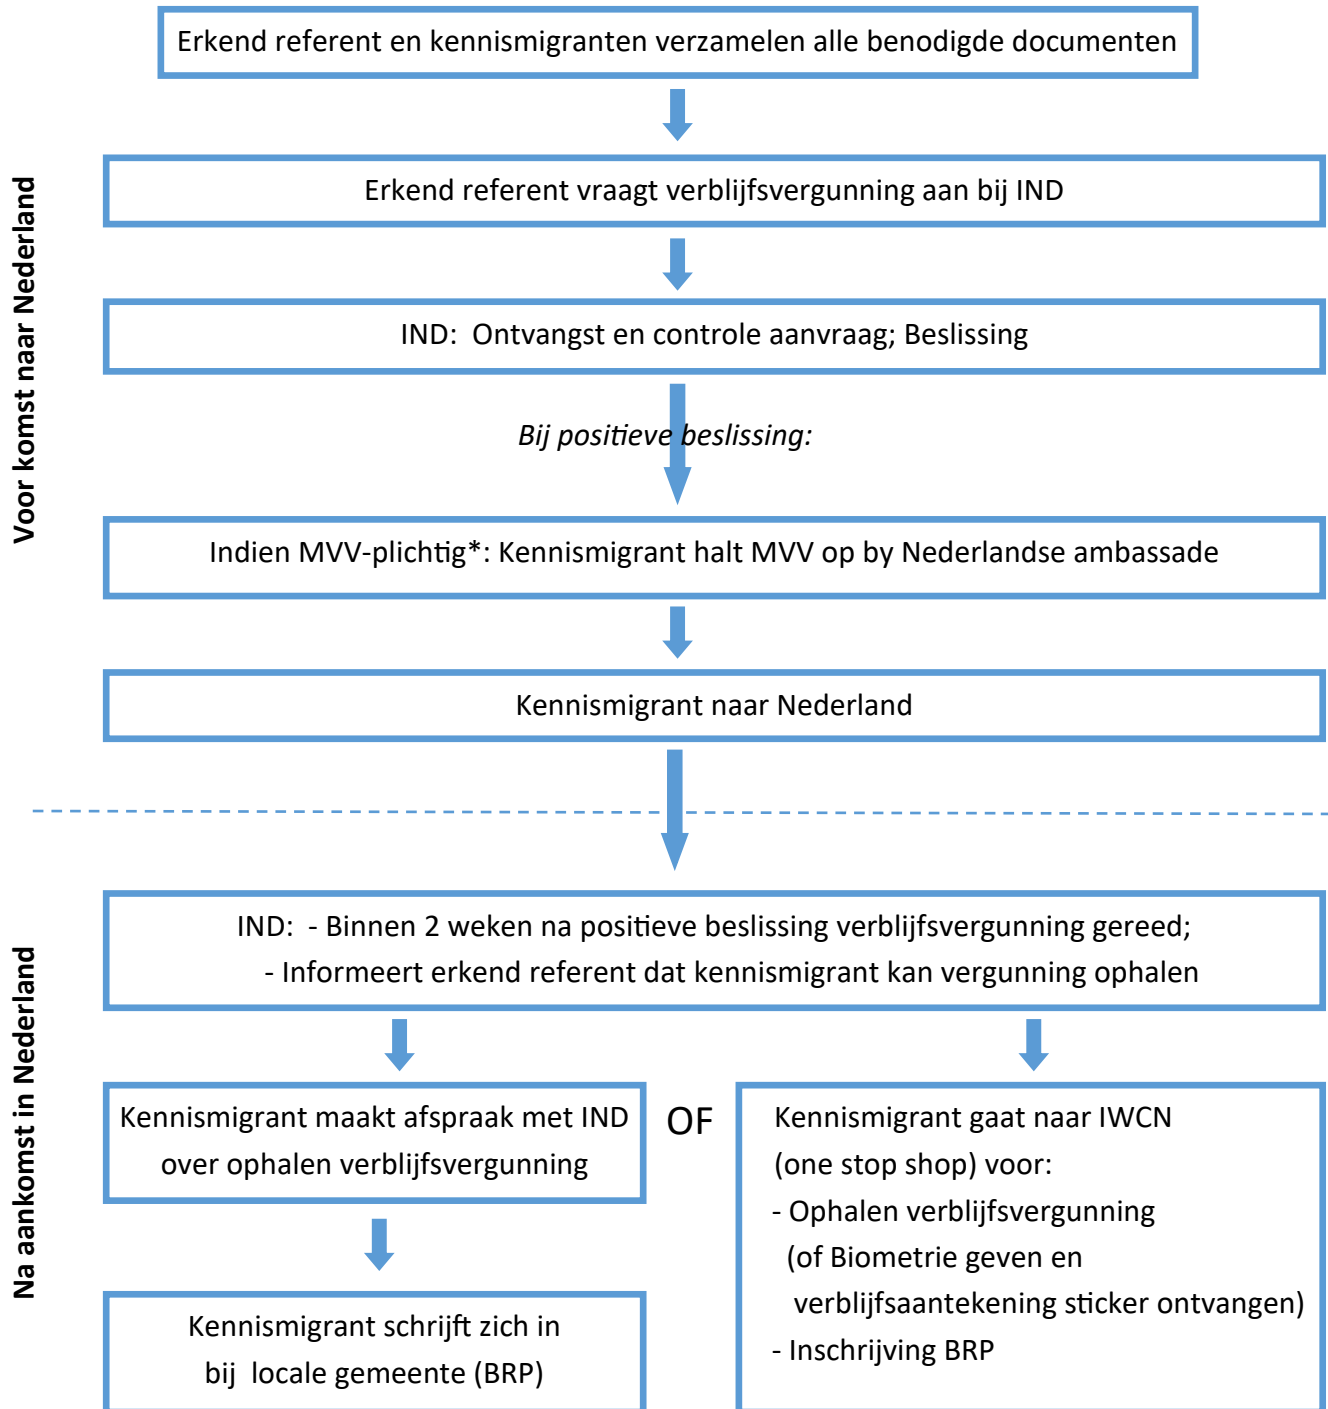 Erkend referent en kennismigranten verzamelen alle benodigde documenten
Voor komst naar Nederland
Erkend referent vraagt verblijfsvergunning aan bij IND
IND: Ontvangst en controle aanvraag; Beslissing
Bij positieve beslissing:
Indien MVV-plichtig*: Kennismigrant halt MVV op by Nederlandse ambassade
Kennismigrant naar Nederland
Na aankomst in Nederland
IND: - Binnen 2 weken na positieve beslissing verblijfsvergunning gereed;
- Informeert erkend referent dat kennismigrant kan vergunning ophalen
Kennismigrant maakt afspraak met IND
over ophalen verblijfsvergunning
Kennismigrant schrijft zich in
bij locale gemeente (BRP)
OF
Kennismigrant gaat naar IWCN
(one stop shop) voor:
- Ophalen verblijfsvergunning
(of Biometrie geven en
verblijfsaantekening sticker ontvangen)
- Inschrijving BRP